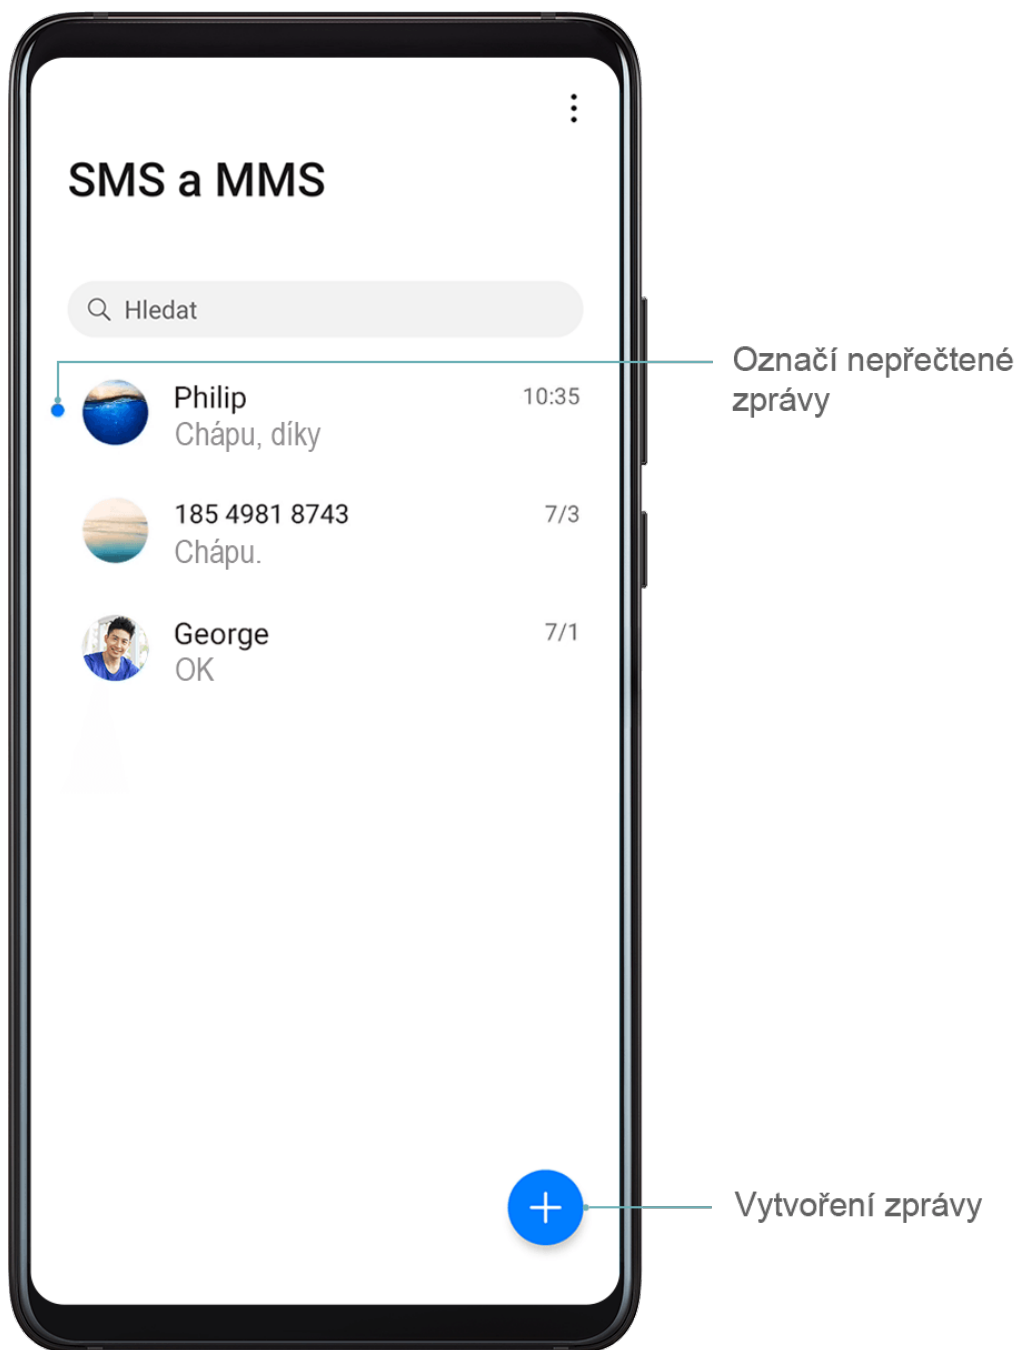 SMS a MMS
Hledat
Označí nepřečtené
zprávy
Philip
10:35
Chápu, díky
185 4981 8743
7/3
Chápu.
George
7/1
OK
Vytvoření zprávy